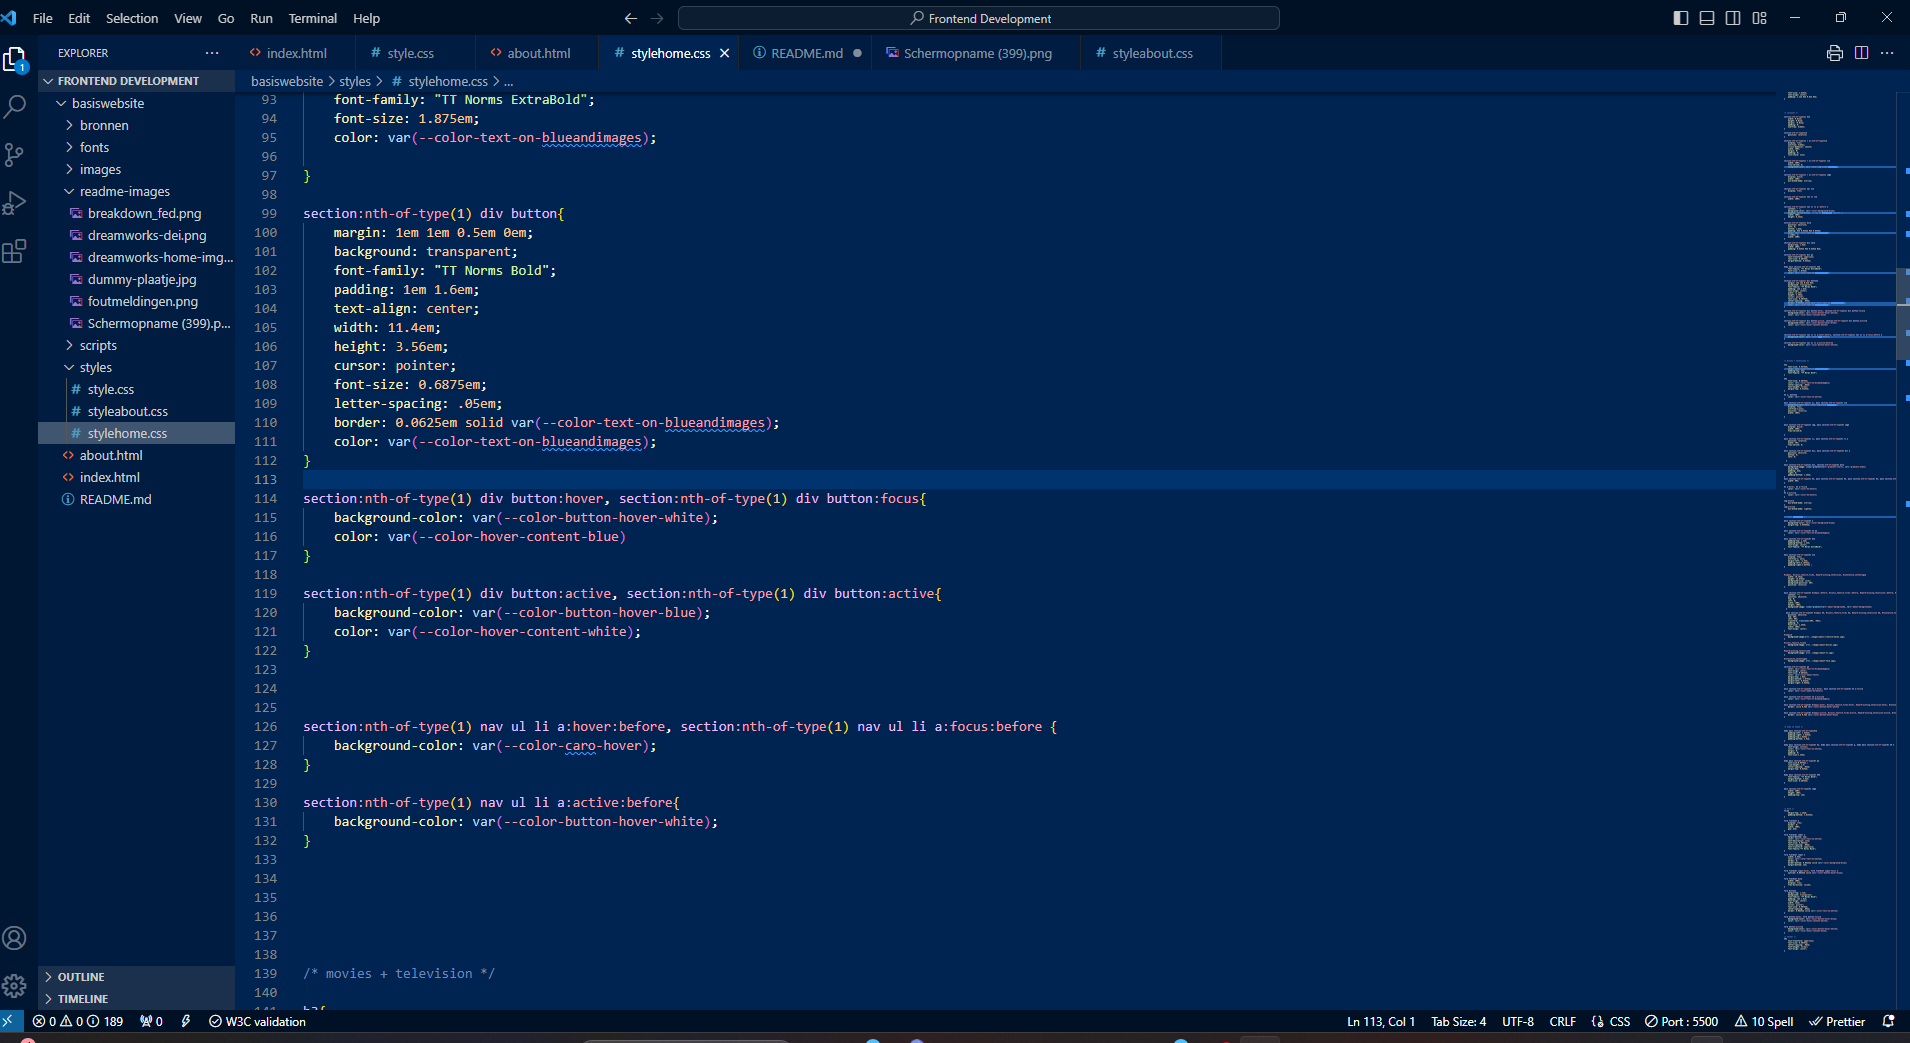 File Edit Selection View Go Run Terminal Help
Frontend Development
EXPLORER
index.html
style.css
about.html
stylehome.css
README.md
Schermopname (399).png
styleabout.css
1
FRONTEND DEVELOPMENT
basiswebsite
bronnen
fonts
images
readme-images
breakdown_fed.png
dreamworks-dei.png
dreamworks-home-img...
dummy-plaatje.jpg
foutmeldingen.png
Schermopname (399).p...
scripts
styles
style.css
styleabout.css
stylehome.css
about.html
index.html
README.md
OUTLINE
TIMELINE
basiswebsite > styles > # stylehome.css > ...
93 font-family: "TT Norms ExtraBold";
94 font-size: 1.875em;
95 color: var(--color-text-on-blueandimages);
96
97 }
98
99 section:nth-of-type(1) div button{
100 margin: 1em 1em 0.5em 0em;
101 background: transparent;
102 font-family: "TT Norms Bold";
103 padding: 1em 1.6em;
104 text-align: center;
105 width: 11.4em;
106 height: 3.56em;
107 cursor: pointer;
108 font-size: 0.6875em;
109 letter-spacing: .05em;
110 border: 0.0625em solid var(--color-text-on-blueandimages);
111 color: var(--color-text-on-blueandimages);
112 }
113
114 section:nth-of-type(1) div button:hover, section:nth-of-type(1) div button:focus{
115 background-color: var(--color-button-hover-white);
116 color: var(--color-hover-content-blue)
117 }
118
119 section:nth-of-type(1) div button:active, section:nth-of-type(1) div button:active{
120 background-color: var(--color-button-hover-blue);
121 color: var(--color-hover-content-white);
122 }
123
124
125
126 section:nth-of-type(1) nav ul li a:hover:before, section:nth-of-type(1) nav ul li a:focus:before {
127 background-color: var(--color-caro-hover);
128 }
129
130 section:nth-of-type(1) nav ul li a:active:before{
131 background-color: var(--color-button-hover-white);
132 }
133
134
135
136
137
138
139 /* movies + television */
140
0 0 189 0 W3C validation
Ln 113, Col 1 Tab Size: 4 UTF-8 CRLF CSS Port : 5500 10 Spell Prettier